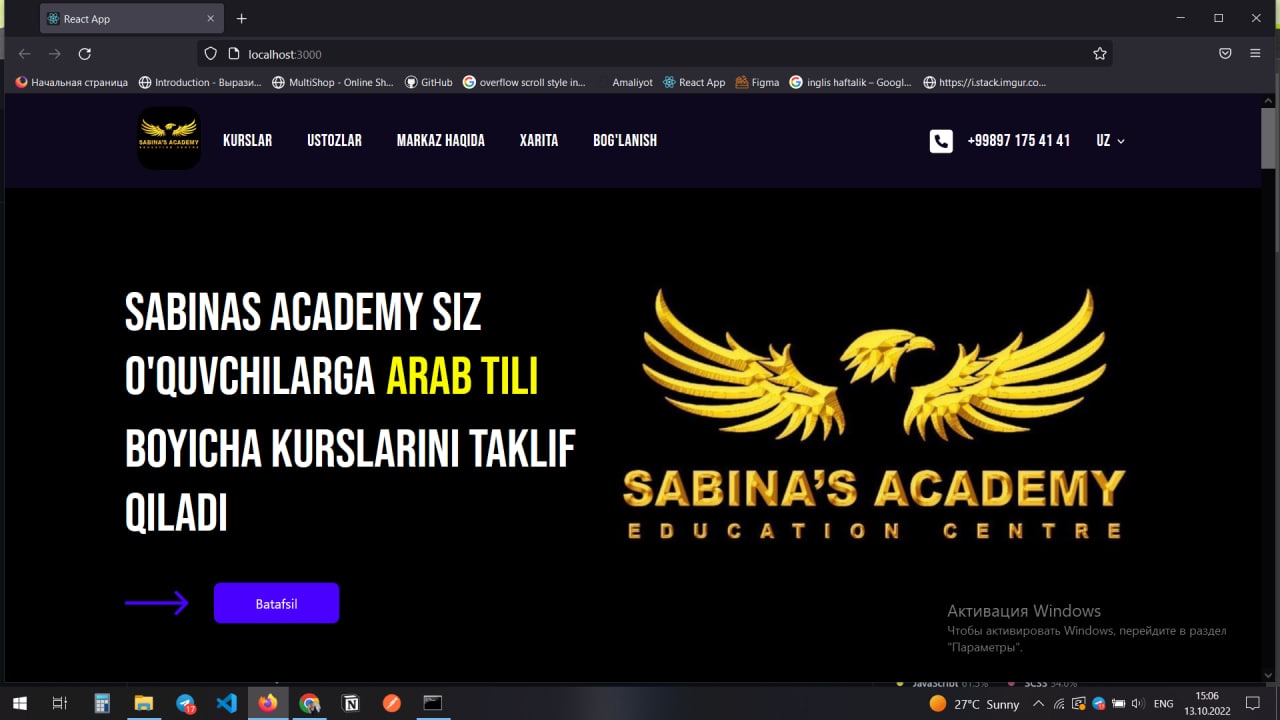 React App
localhost:3000
Начальная страница
Introduction - Вырази...
MultiShop - Online Sh...
GitHub
overflow scroll style in...
Amaliyot
React App
Figma
inglis haftalik – Googl...
https://i.stack.imgur.co...
SABINA'S ACADEMY
KURSLAR
USTOZLAR
MARKAZ HAQIDA
XARITA
BOG'LANISH
+99897 175 41 41
UZ
SABINAS ACADEMY SIZ
O'QUVCHILARGA ARAB TILI
BOYICHA KURSLARINI TAKLIF
QILADI
Batafsil
SABINA'S ACADEMY
EDUCATION CENTRE
Активация Windows
Чтобы активировать Windows, перейдите в раздел
"Параметры".
JavaScript 61.5%
SCSS 34.0%
17
27°C Sunny
ENG
15:06
13.10.2022